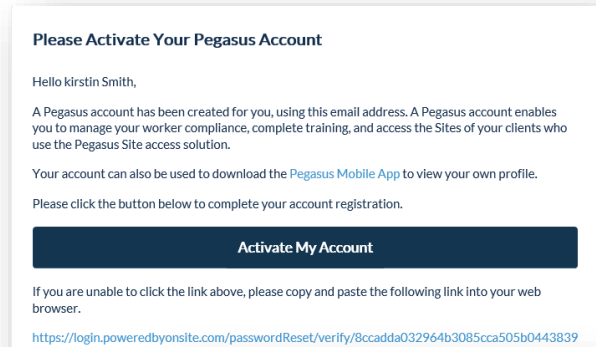 Please Activate Your Pegasus Account
Hello kirstin Smith,
A Pegasus account has been created for you, using this email address. A Pegasus account enables
you to manage your worker compliance, complete training, and access the Sites of your clients who
use the Pegasus Site access solution.
Your account can also be used to download the Pegasus Mobile App to view your own profile.
Please click the button below to complete your account registration.
Activate My Account
If you are unable to click the link above, please copy and paste the following link into your web
browser.
https://login.poweredbyonsite.com/passwordReset/verify/8ccadda032964b3085cca505b0443839